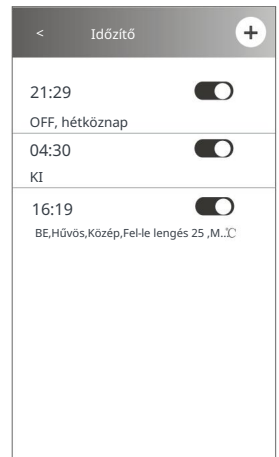 < Időzítő +
21:29
OFF, hétköznap
04:30
KI
16:19
BE,Hűvös,Közép,Fel-le lengés 25 ,M..℃